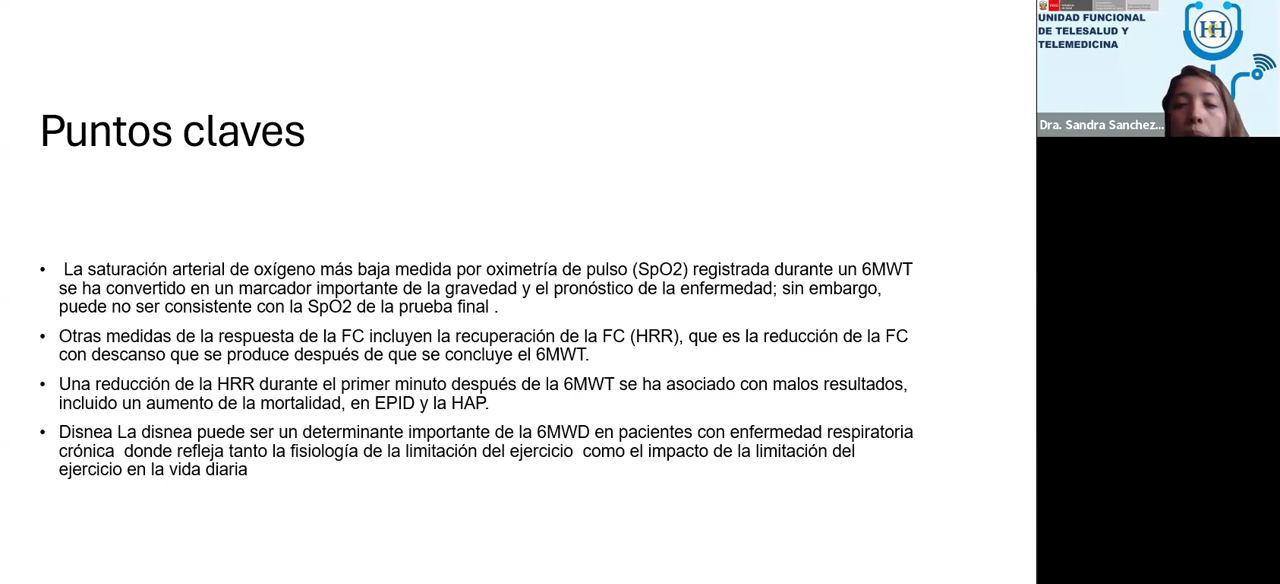 Puntos claves
• La saturación arterial de oxígeno más baja medida por oximetría de pulso (SpO2) registrada durante un 6MWT
se ha convertido en un marcador importante de la gravedad y el pronóstico de la enfermedad; sin embargo,
puede no ser consistente con la SpO2 de la prueba final .
• Otras medidas de la respuesta de la FC incluyen la recuperación de la FC (HRR), que es la reducción de la FC
con descanso que se produce después de que se concluye el 6MWT.
• Una reducción de la HRR durante el primer minuto después de la 6MWT se ha asociado con malos resultados,
incluido un aumento de la mortalidad, en EPID y la HAP.
• Disnea La disnea puede ser un determinante importante de la 6MWD en pacientes con enfermedad respiratoria
crónica donde refleja tanto la fisiología de la limitación del ejercicio como el impacto de la limitación del
ejercicio en la vida diaria
UNIDAD FUNCIONAL
DE TELESALUD Y
TELEMEDICINA
Dra. Sandra Sanchez...